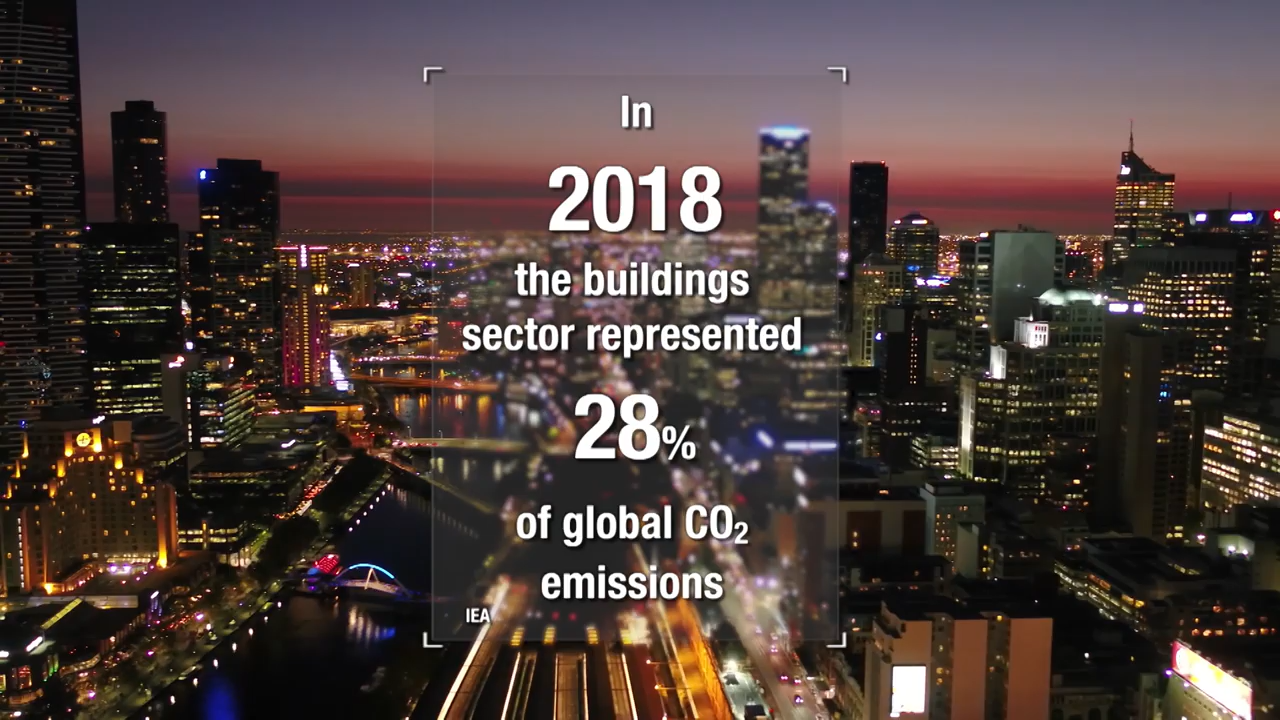 In
2018
the buildings
sector represented
28%
of global CO₂
emissions
IEA